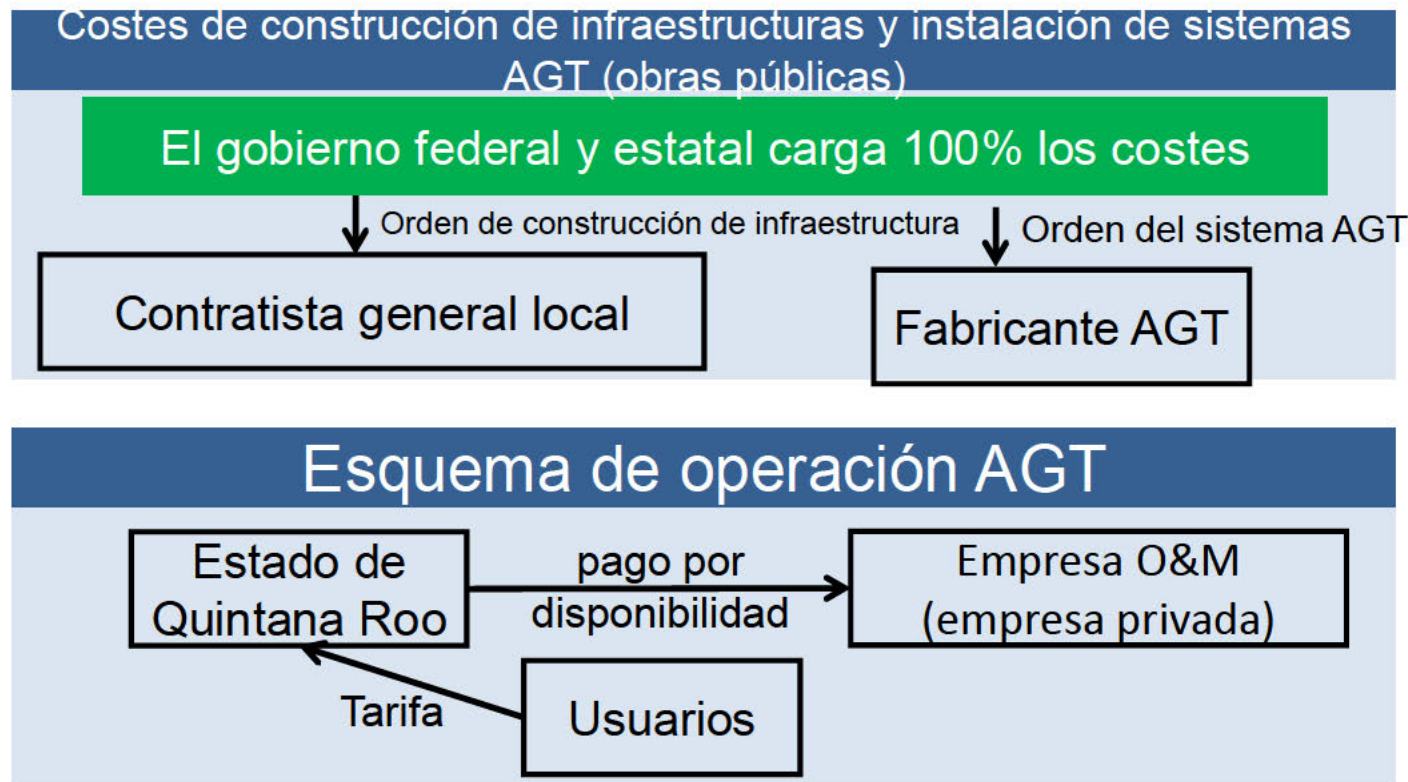 Costes de construcción de infraestructuras y instalación de sistemas
AGT (obras públicas)
El gobierno federal y estatal carga 100% los costes
Orden de construcción de infraestructura
Orden del sistema AGT
Contratista general local
Fabricante AGT
Esquema de operación AGT
Estado de
Quintana Roo
pago por
disponibilidad
Empresa O&M
(empresa privada)
Tarifa
Usuarios